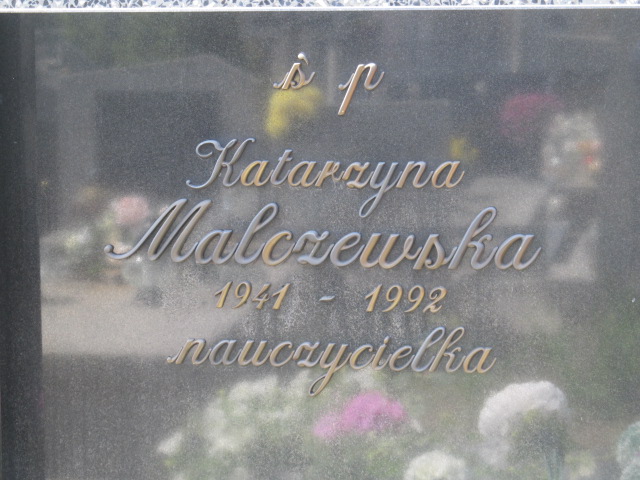 ś p
Katarzyna
Malczewska
1941 - 1992
nauczycielka